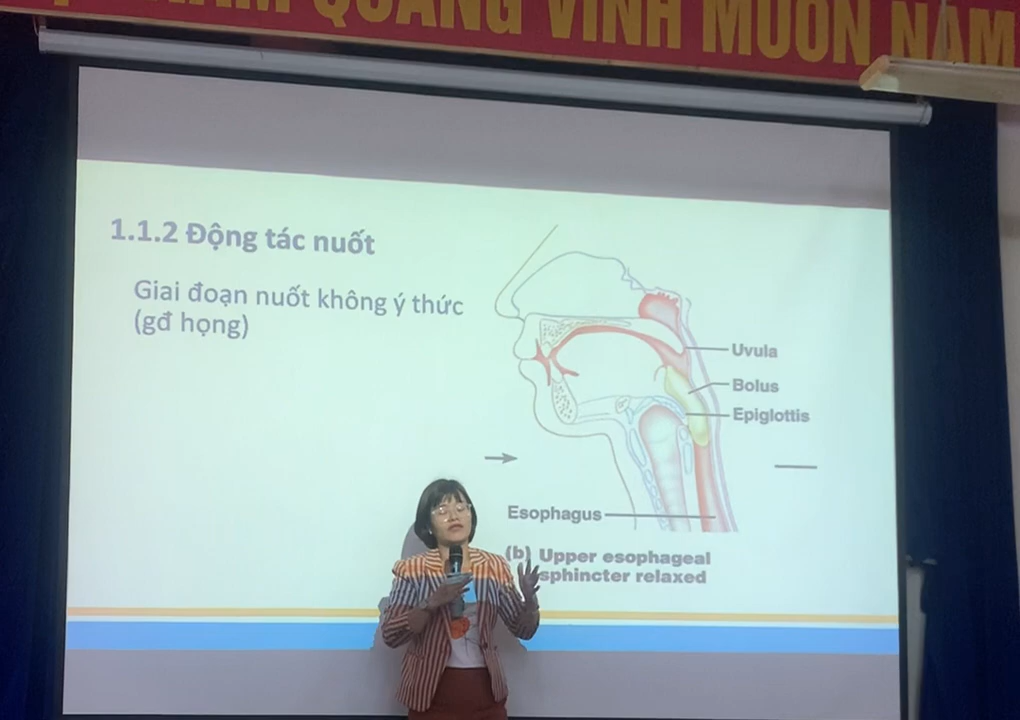 NĂM QUANG VINH MUÔN NĂM
1.1.2 Động tác nuốt
Giai đoạn nuốt không ý thức
(gđ họng)
Uvula
Bolus
Epiglottis
Esophagus
(b) Upper esophageal
sphincter relaxed